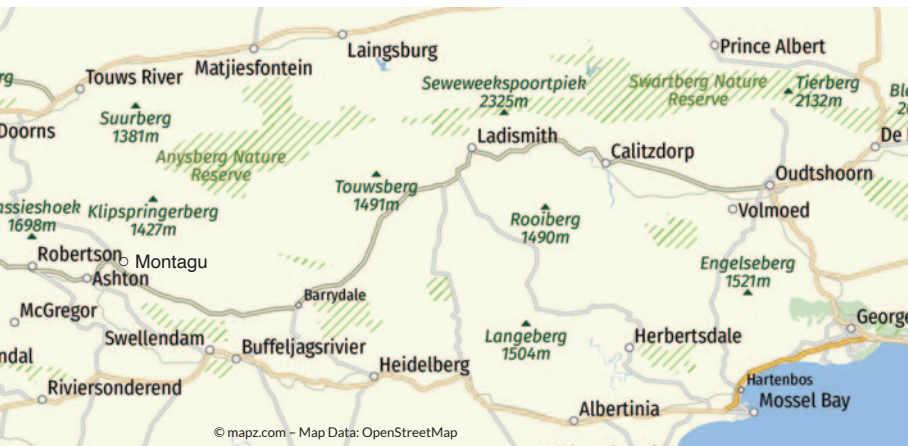 Prince Albert
Laingsburg
Matjiesfontein
Touws River
Seweweekspoortpiek
2325m
Swartberg Nature
Reserve
Tierberg
2132m
Suurberg
1381m
Doorns
Ladismith
De
Anysberg Nature
Reserve
Calitzdorp
Oudtshoorn
Touwsberg
1491m
Klipspringerberg
1427m
assieshoek
1698m
Rooiberg
1490m
Volmoed
Robertson
Montagu
Ashton
Engelseberg
1521m
Barrydale
McGregor
George
Swellendam
Buffeljagsrivier
Langeberg
1504m
Herbertsdale
ndal
Heidelberg
Riviersonderend
Hartenbos
Mossel Bay
Albertinia
© mapz.com – Map Data: OpenStreetMap